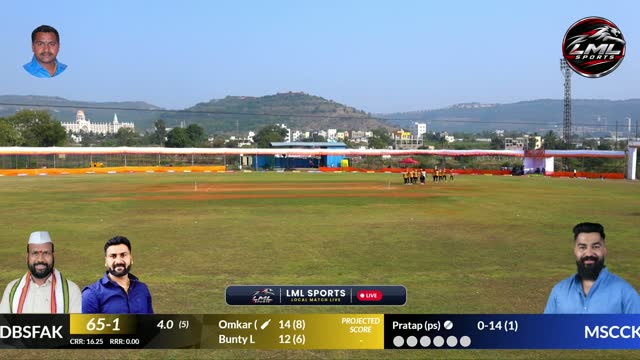 LML
SPORTS
LML SPORTS
LOCAL MATCH LIVE
LIVE
DBSFAK 65-1 4.0 (5)
CRR: 16.25 RRR: 0.00
Omkar ( 14 (8)
Bunty L 12 (6)
PROJECTED
SCORE
-
Pratap (ps) 0-14 (1)
MSCCK